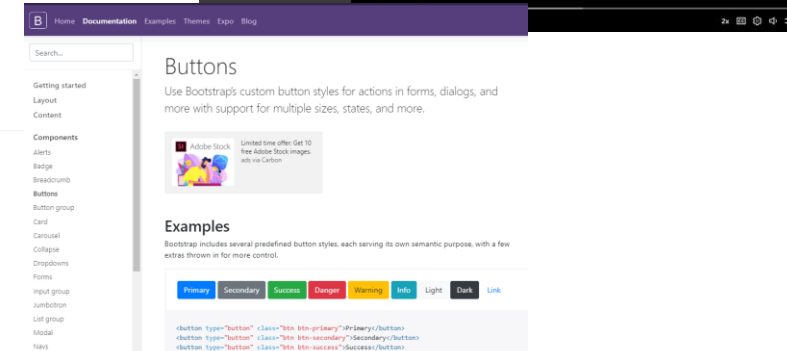 B Home Documentation Examples Themes Expo Blog
2x
Search...
Getting started
Layout
Content
Components
Alerts
Badge
Breadcrumb
Buttons
Button group
Card
Carousel
Collapse
Dropdowns
Forms
Input group
Jumbotron
List group
Modal
Navs
Buttons
Use Bootstrap's custom button styles for actions in forms, dialogs, and
more with support for multiple sizes, states, and more.
St Adobe Stock
Limited time offer: Get 10
free Adobe Stock images.
ads via Carbon
Examples
Bootstrap includes several predefined button styles, each serving its own semantic purpose, with a few
extras thrown in for more control.
Primary Secondary Success Danger Warning Info Light Dark Link
<button type="button" class="btn btn-primary">Primary</button>
<button type="button" class="btn btn-secondary">Secondary</button>
<button type="button" class="btn btn-success">Success</button>